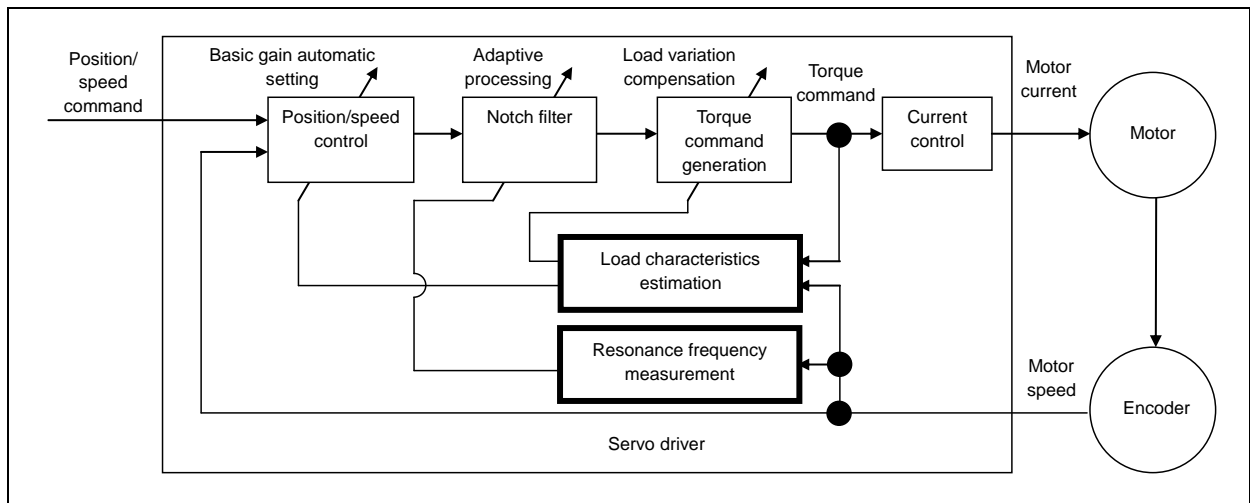 Position/
speed
command
Basic gain automatic
setting
Adaptive
processing
Load variation
compensation
Torque
command
Motor
current
Position/speed
control
Notch filter
Torque
command
generation
Current
control
Motor
Load characteristics
estimation
Resonance frequency
measurement
Motor
speed
Encoder
Servo driver